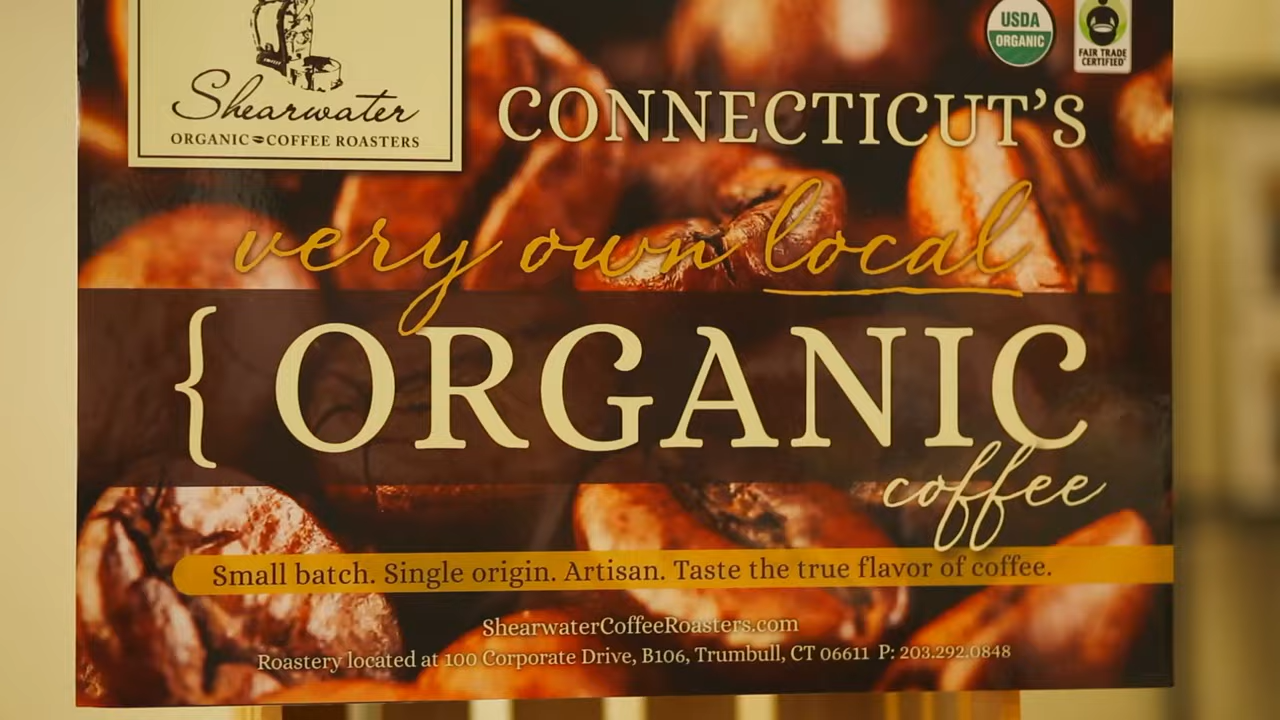 Shearwater
ORGANIC COFFEE ROASTERS
USDA
ORGANIC
FAIR TRADE
CERTIFIED
CONNECTICUT'S
very own local
{ ORGANIC
coffee
Small batch. Single origin. Artisan. Taste the true flavor of coffee.
ShearwaterCoffeeRoasters.com
Roastery located at 100 Corporate Drive, B106, Trumbull, CT 06611 P: 203.292.0848